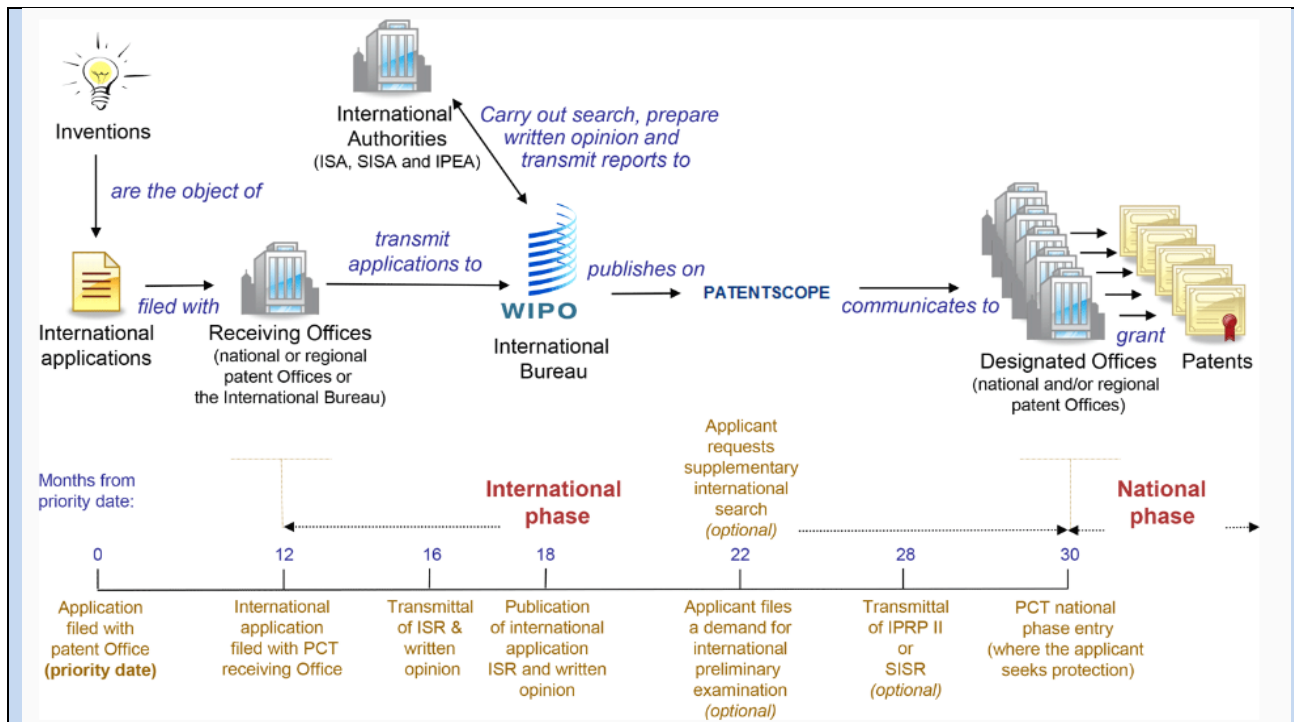 Inventions
are the object of
International
applications
filed with
Receiving Offices
(national or regional
patent Offices or
the International Bureau)
transmit
applications to
International
Authorities
(ISA, SISA and IPEA)
Carry out search, prepare
written opinion and
transmit reports to
WIPO
International
Bureau
publishes on
PATENTSCOPE
communicates to
Designated Offices
(national and/or regional
patent Offices)
grant
Patents
Months from
priority date:
International
phase
Applicant
requests
supplementary
international
search
(optional)
National
phase
0
12
16
18
22
28
30
Application
filed with
patent Office
(priority date)
International
application
filed with PCT
receiving Office
Transmittal
of ISR &
written
opinion
Publication
of international
application
ISR and written
opinion
Applicant files
a demand for
international
preliminary
examination
(optional)
Transmittal
of IPRP II
or
SISR
(optional)
PCT national
phase entry
(where the applicant
seeks protection)